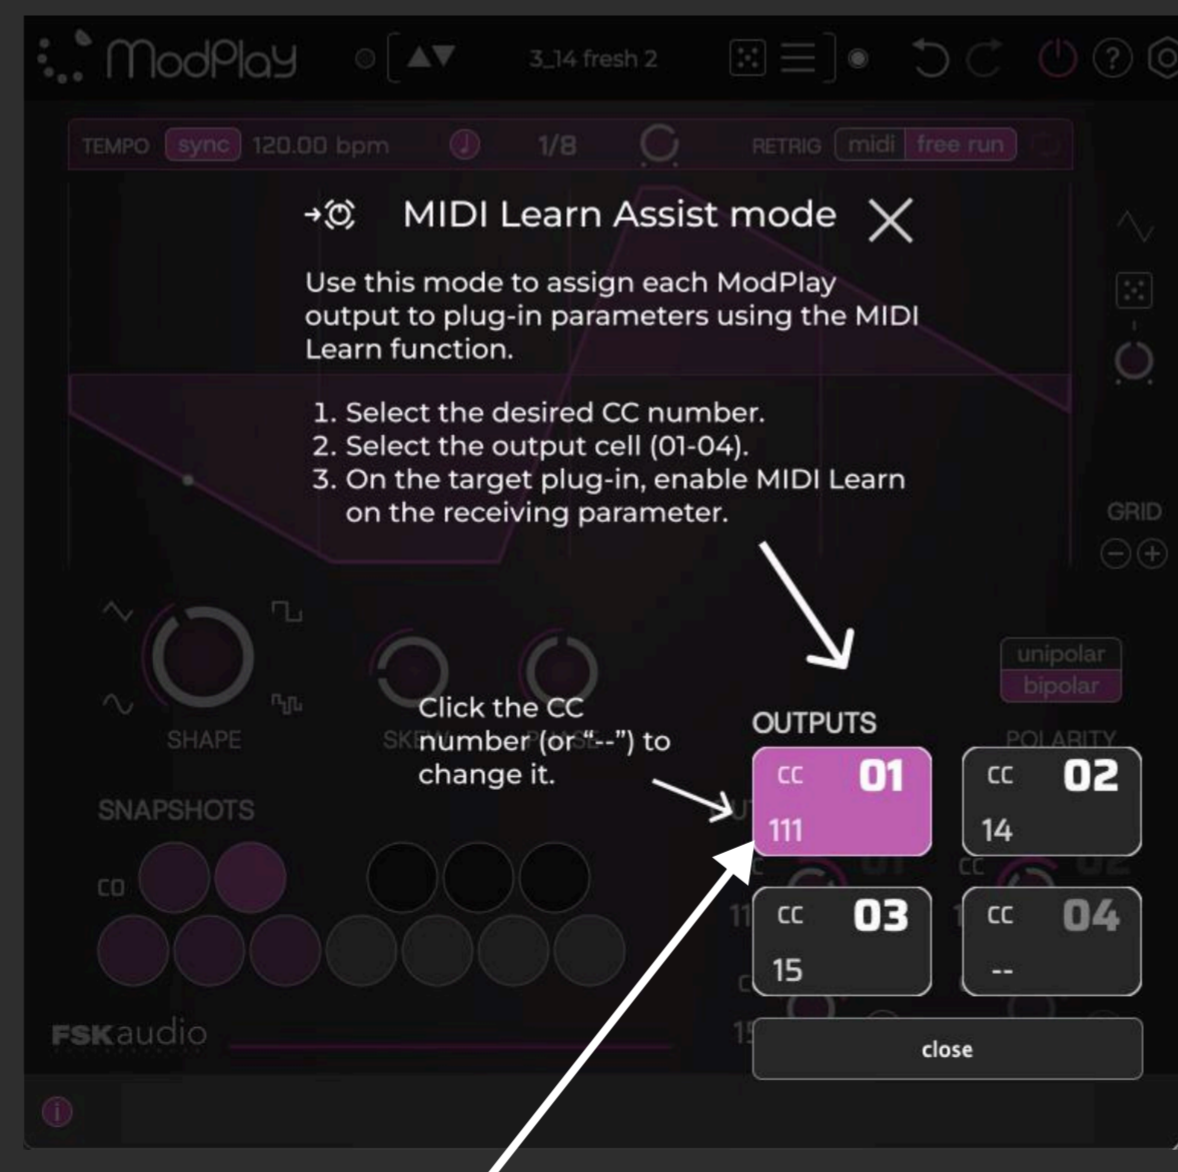 ModPlay
3_14 fresh 2
?
TEMPO sync 120.00 bpm 1/8 RETRIG midi free run
MIDI Learn Assist mode
Use this mode to assign each ModPlay
output to plug-in parameters using the MIDI
Learn function.
1. Select the desired CC number.
2. Select the output cell (01-04).
3. On the target plug-in, enable MIDI Learn
on the receiving parameter.
GRID
unipolar
bipolar
POLARITY
SHAPE
SKEW
Click the CC
number (or “--”) to
change it.
OUTPUTS
CC 01
111
CC 02
14
CC 03
15
CC 04
--
close
SNAPSHOTS
CO
FSKaudio
i